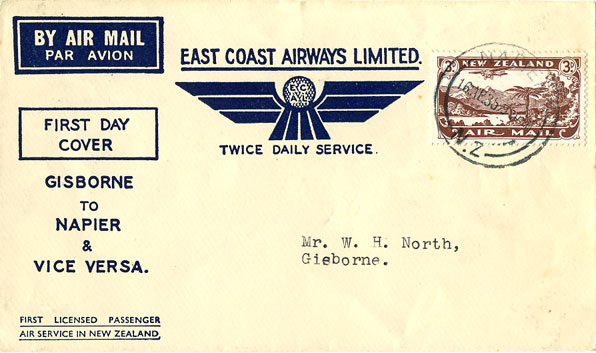 BY AIR MAIL
PAR AVION
EAST COAST AIRWAYS LIMITED.
E.C.
TWICE DAILY SERVICE.
3D NEW ZEALAND 3D
AIR MAIL
N.Z
FIRST DAY
COVER
GISBORNE
TO
NAPIER
&
VICE VERSA.
Mr. W. H. North,
Gisborne.
FIRST LICENSED PASSENGER
AIR SERVICE IN NEW ZEALAND.